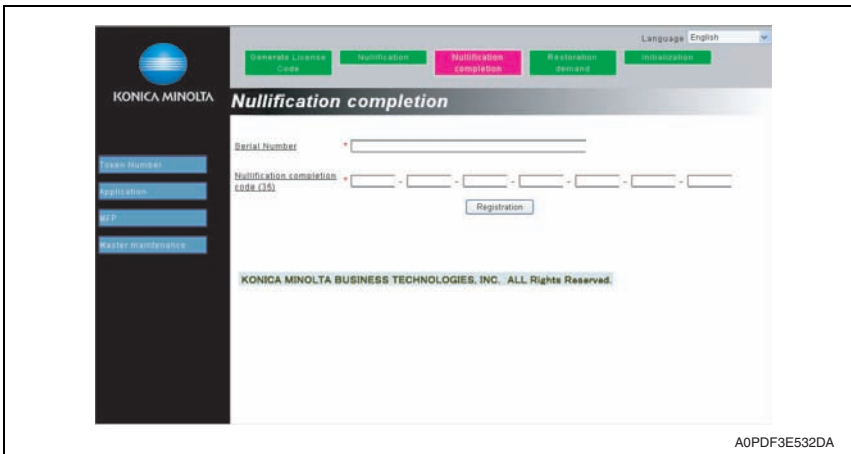 Language English
Generate License
Code
Nullification
Nullification
completion
Restoration
demand
Initialization
KONICA MINOLTA
Nullification completion
Serial Number *
Token Number
Nullification completion
code (35) * - - - - - -
Application
Registration
MFP
Master maintenance
KONICA MINOLTA BUSINESS TECHNOLOGIES, INC. ALL Rights Reserved.
A0PDF3E532DA